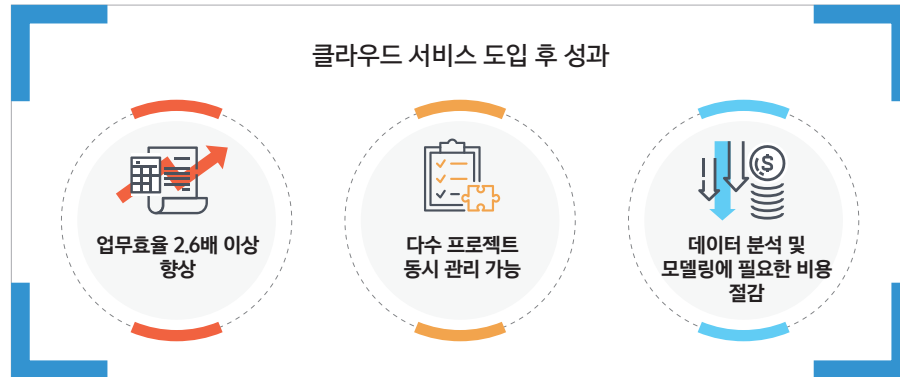 클라우드 서비스 도입 후 성과
업무효율 2.6배 이상
향상
다수 프로젝트
동시 관리 가능
$
데이터 분석 및
모델링에 필요한 비용
절감